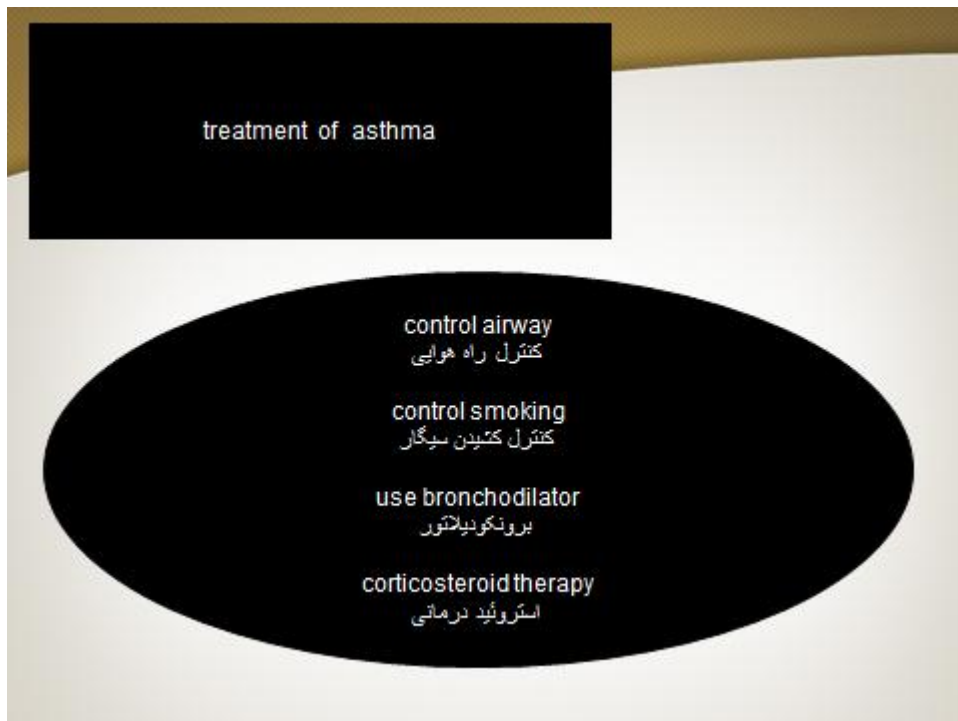 treatment of asthma
control airway
کنترل راه هوایی
control smoking
کنترل کشیدن سیگار
use bronchodilator
برونکودیلاتور
corticosteroid therapy
استروئید درمانی